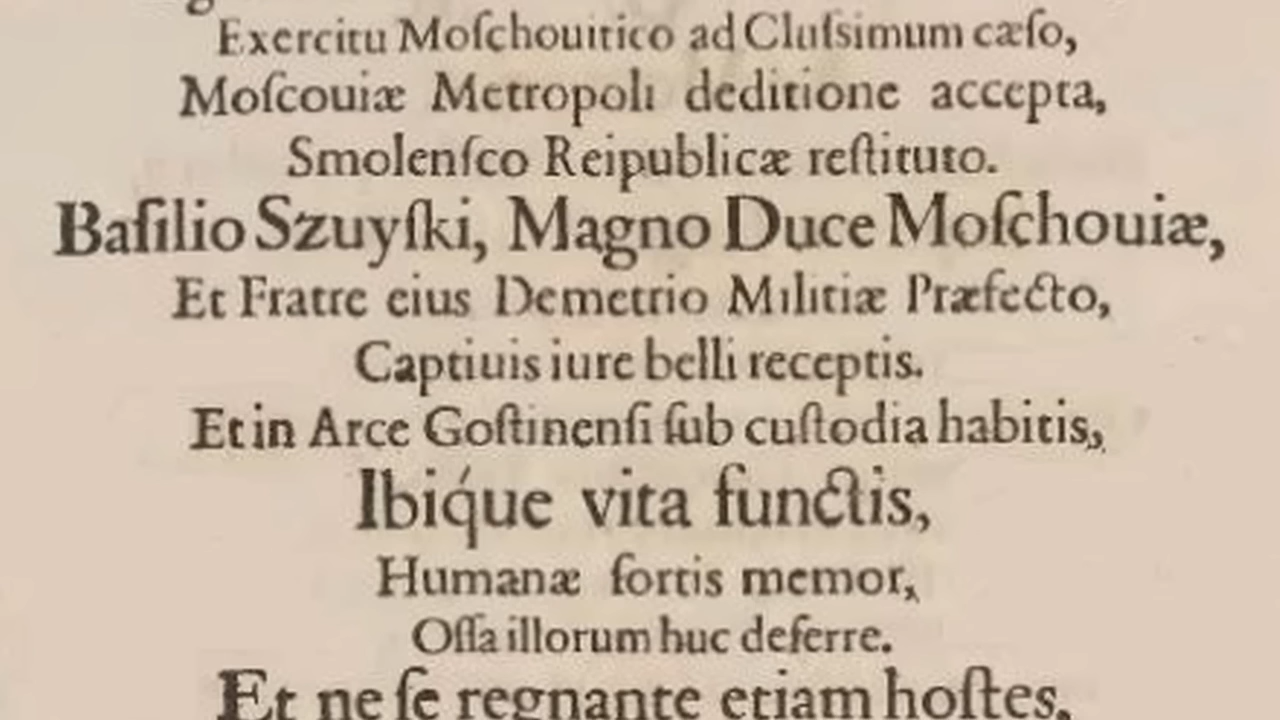 Exercitu Moſchouitico ad Cluſsimum cæſo,
Moſcouiæ Metropoli deditione accepta,
Smolenſco Reipublicæ reſtituto.
Baſilio Szuyſki, Magno Duce Moſchouiæ,
Et Fratre eius Demetrio Militiæ Præfecto,
Captiuis iure belli receptis.
Et in Arce Goſtinenſi ſub cuſtodia habitis,
Ibiq́ue vita functis,
Humanæ ſortis memor,
Oſſa illorum huc deferre.
Et ne ſe regnante etiam hoſtes,